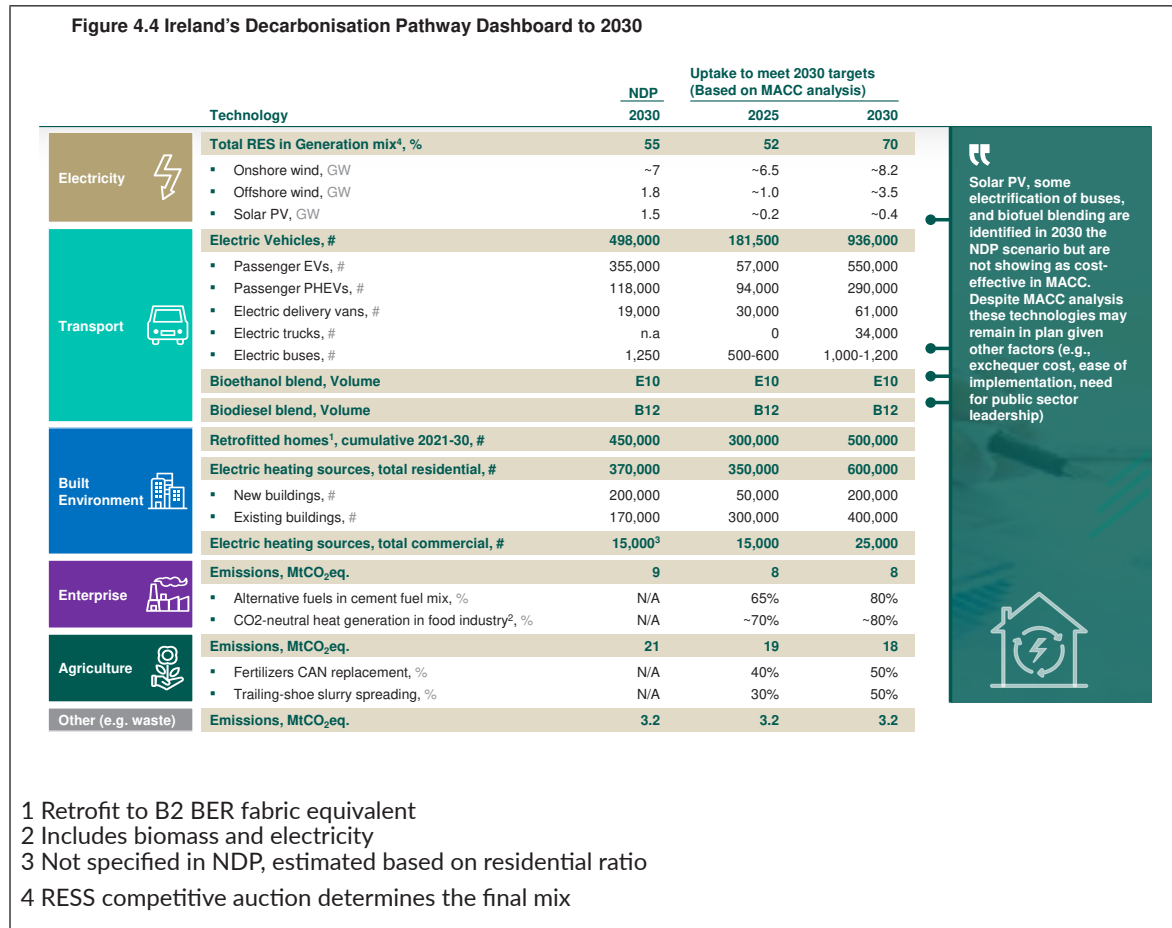 Figure 4.4 Ireland’s Decarbonisation Pathway Dashboard to 2030
Uptake to meet 2030 targets
NDP (Based on MACC analysis)
Technology 2030 2025 2030
Electricity
Total RES in Generation mix⁴, % 55 52 70
▪ Onshore wind, GW ~7 ~6.5 ~8.2
▪ Offshore wind, GW 1.8 ~1.0 ~3.5
▪ Solar PV, GW 1.5 ~0.2 ~0.4
Transport
Electric Vehicles, # 498,000 181,500 936,000
▪ Passenger EVs, # 355,000 57,000 550,000
▪ Passenger PHEVs, # 118,000 94,000 290,000
▪ Electric delivery vans, # 19,000 30,000 61,000
▪ Electric trucks, # n.a 0 34,000
▪ Electric buses, # 1,250 500-600 1,000-1,200
Bioethanol blend, Volume E10 E10 E10
Biodiesel blend, Volume B12 B12 B12
Built
Environment
Retrofitted homes¹, cumulative 2021-30, # 450,000 300,000 500,000
Electric heating sources, total residential, # 370,000 350,000 600,000
▪ New buildings, # 200,000 50,000 200,000
▪ Existing buildings, # 170,000 300,000 400,000
Electric heating sources, total commercial, # 15,000³ 15,000 25,000
Enterprise
Emissions, MtCO₂eq. 9 8 8
▪ Alternative fuels in cement fuel mix, % N/A 65% 80%
▪ CO2-neutral heat generation in food industry², % N/A ~70% ~80%
Agriculture
Emissions, MtCO₂eq. 21 19 18
▪ Fertilizers CAN replacement, % N/A 40% 50%
▪ Trailing-shoe slurry spreading, % N/A 30% 50%
Other (e.g. waste) Emissions, MtCO₂eq. 3.2 3.2 3.2
Solar PV, some
electrification of buses,
and biofuel blending are
identified in 2030 the
NDP scenario but are
not showing as cost-
effective in MACC.
Despite MACC analysis
these technologies may
remain in plan given
other factors (e.g.,
exchequer cost, ease of
implementation, need
for public sector
leadership)
1 Retrofit to B2 BER fabric equivalent
2 Includes biomass and electricity
3 Not specified in NDP, estimated based on residential ratio
4 RESS competitive auction determines the final mix